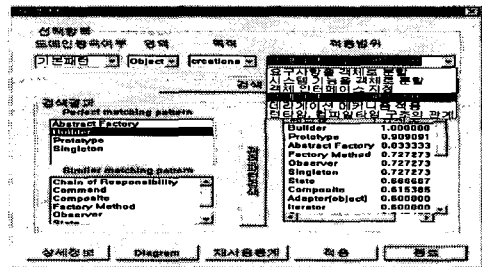 선택항목
도메인종속여부 영역 목적 적용범위
기본패턴 Object creationa
요구사항을 객체로 분할
시스템 기능을 객체로 분할
객체 인터페이스 지정
검색
델리게이션 메커니즘 적용
런타임, 컴파일타임 구조의 관계
검색결과
Perfect matching pattern
Abstract Factory
Builder
Prototype
Singleton
Similar matching pattern
Chain of Responsibility
Command
Composite
Factory Method
Observer
State
Builder 1.000000
Prototype 0.909091
Abstract Factory 0.833333
Factory Method 0.727273
Observer 0.727273
Singleton 0.727273
State 0.666667
Composite 0.615385
Adapter(object) 0.600000
Iterator 0.600000
상세정보 Diagram 재사용통계 적용 종료